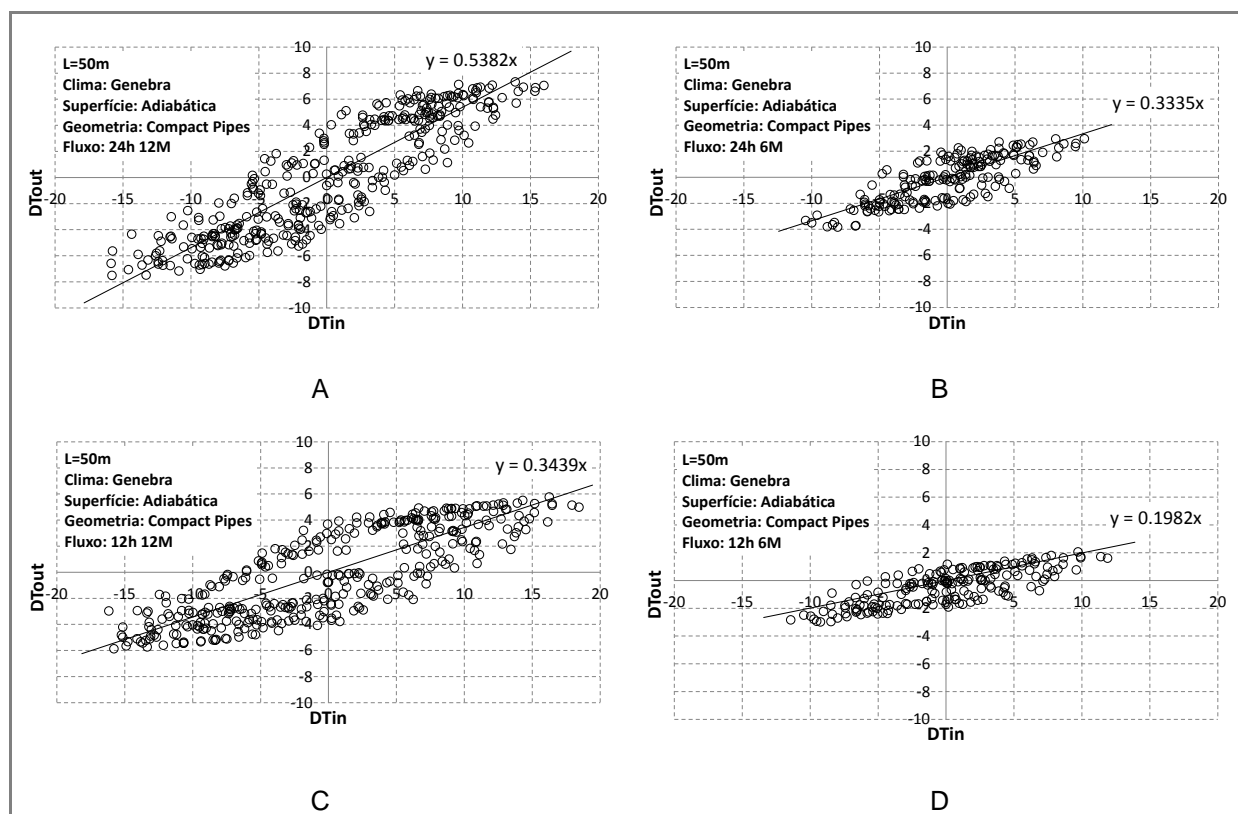 L=50m
Clima: Genebra
Superfície: Adiabática
Geometria: Compact Pipes
Fluxo: 24h 12M
y = 0.5382x
10
8
6
4
2
0
-2
-4
-6
-8
-10
-20 -15 -10 -5 0 5 10 15 20
DTout
DTin
A
L=50m
Clima: Genebra
Superfície: Adiabática
Geometria: Compact Pipes
Fluxo: 24h 6M
y = 0.3335x
10
8
6
4
2
0
-2
-4
-6
-8
-10
-20 -15 -10 -5 0 5 10 15 20
DTout
DTin
B
L=50m
Clima: Genebra
Superfície: Adiabática
Geometria: Compact Pipes
Fluxo: 12h 12M
y = 0.3439x
10
8
6
4
2
0
-2
-4
-6
-8
-10
-20 -15 -10 -5 0 5 10 15 20
DTout
DTin
C
L=50m
Clima: Genebra
Superfície: Adiabática
Geometria: Compact Pipes
Fluxo: 12h 6M
y = 0.1982x
10
8
6
4
2
0
-2
-4
-6
-8
-10
-20 -15 -10 -5 0 5 10 15 20
DTout
DTin
D